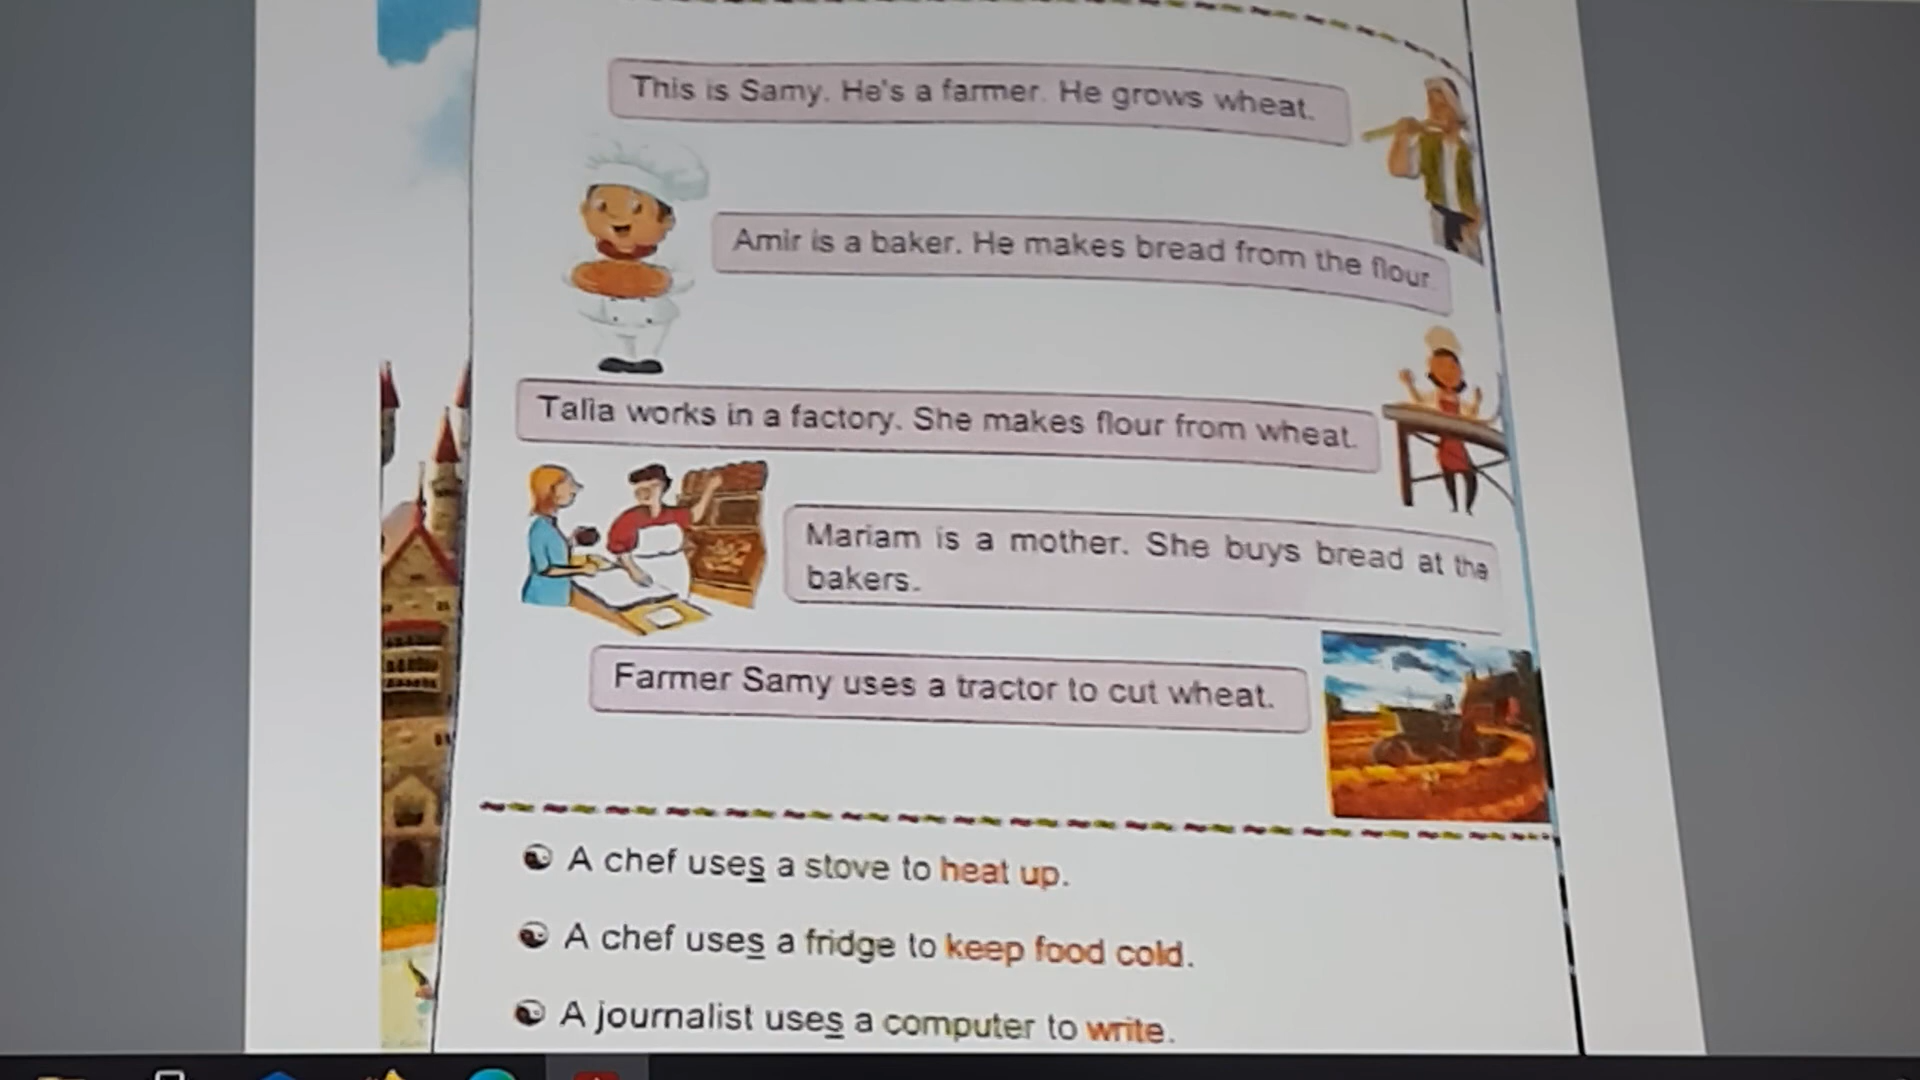 This is Samy. He's a farmer. He grows wheat.
Amir is a baker. He makes bread from the flour
Talia works in a factory. She makes flour from wheat.
Mariam is a mother. She buys bread at the
bakers.
Farmer Samy uses a tractor to cut wheat.
A chef uses a stove to heat up.
A chef uses a fridge to keep food cold.
A journalist uses a computer to write.